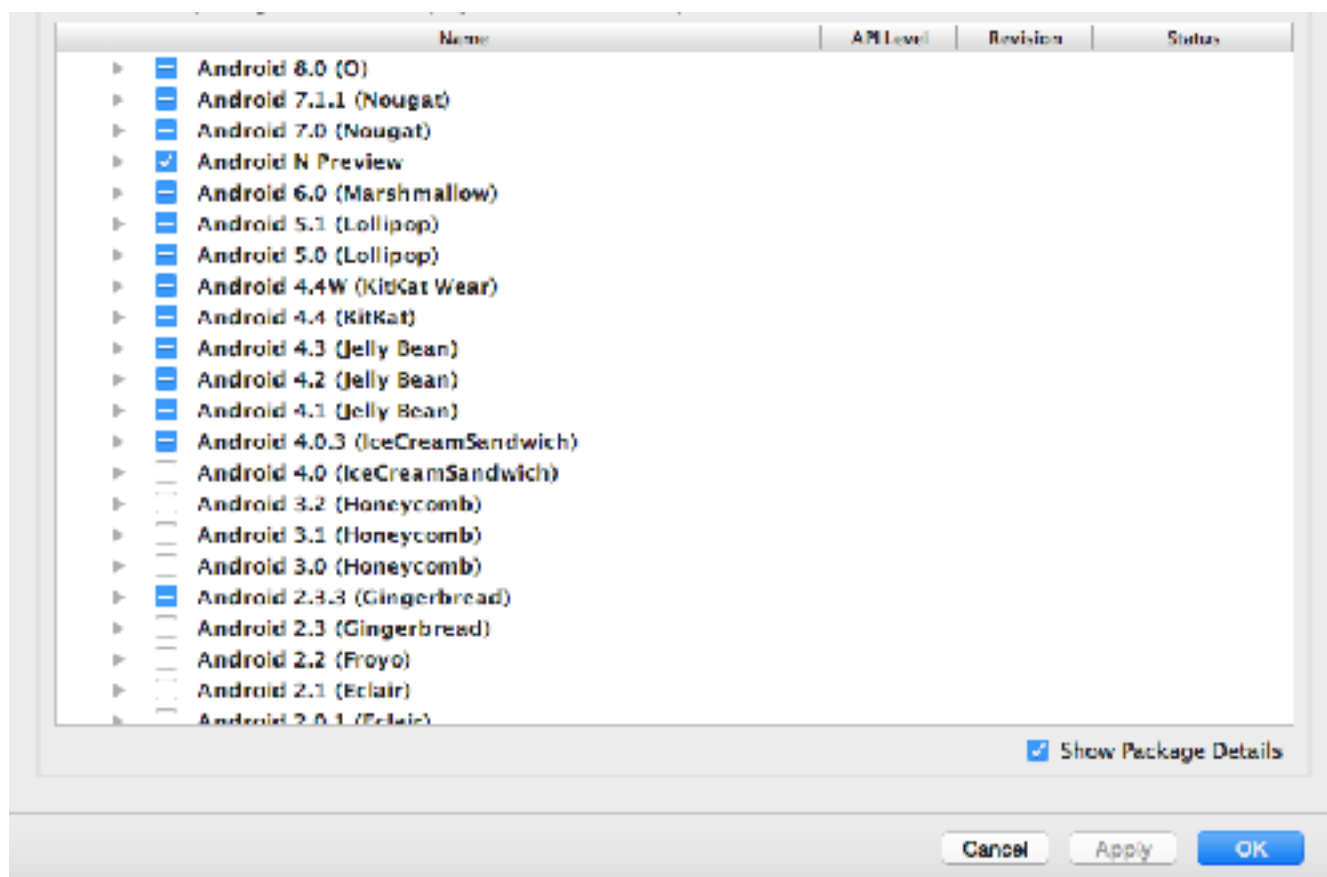 Name API Level Revision Status
Android 8.0 (O)
Android 7.1.1 (Nougat)
Android 7.0 (Nougat)
Android N Preview
Android 6.0 (Marshmallow)
Android 5.1 (Lollipop)
Android 5.0 (Lollipop)
Android 4.4W (KitKat Wear)
Android 4.4 (KitKat)
Android 4.3 (Jelly Bean)
Android 4.2 (Jelly Bean)
Android 4.1 (Jelly Bean)
Android 4.0.3 (IceCreamSandwich)
Android 4.0 (IceCreamSandwich)
Android 3.2 (Honeycomb)
Android 3.1 (Honeycomb)
Android 3.0 (Honeycomb)
Android 2.3.3 (Gingerbread)
Android 2.3 (Gingerbread)
Android 2.2 (Froyo)
Android 2.1 (Eclair)
Android 2.0.1 (Eclair)
Show Package Details
Cancel Apply OK